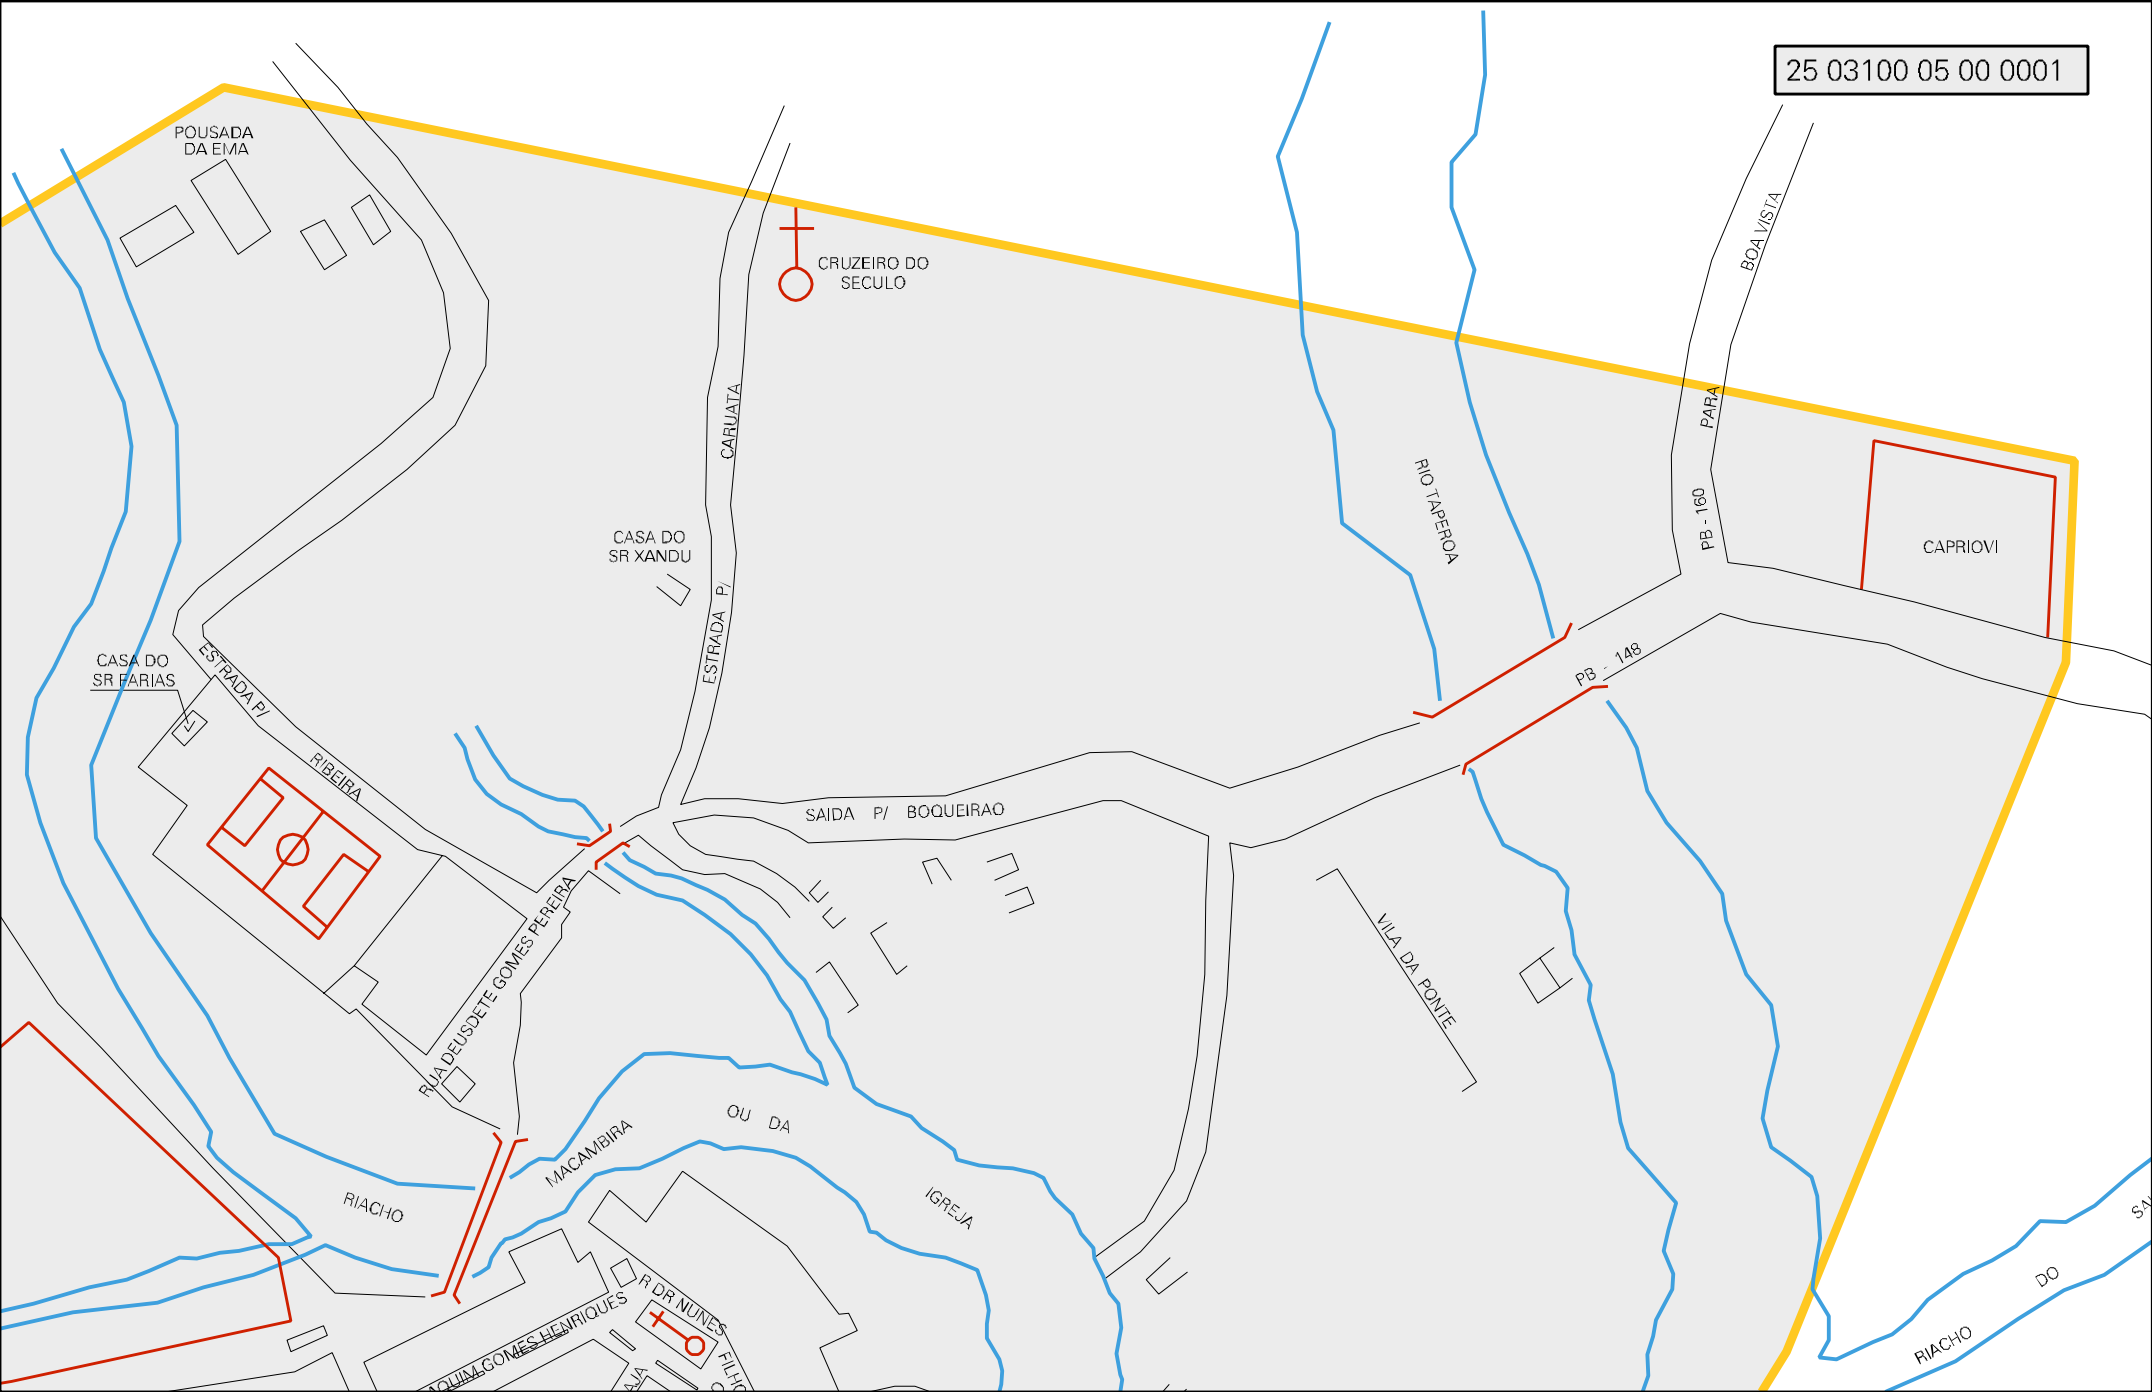 25 03100 05 00 0001
POUSADA
DA EMA
CRUZEIRO DO
SECULO
BOA VISTA
PARA
PB - 160
CARUATA
ESTRADA P/
RIO TAPEROA
CAPRIOVI
CASA DO
SR XANDU
CASA DO
SR FARIAS
ESTRADA P/
RIBEIRA
PB - 148
SAIDA P/ BOQUEIRAO
RUA DEUSDETE GOMES PEREIRA
VILA DA PONTE
RIACHO
MACAMBIRA
OU DA
IGREJA
R DR NUNES
FILHO
AQUIM GOMES HENRIQUES
AJA
RIACHO
DO